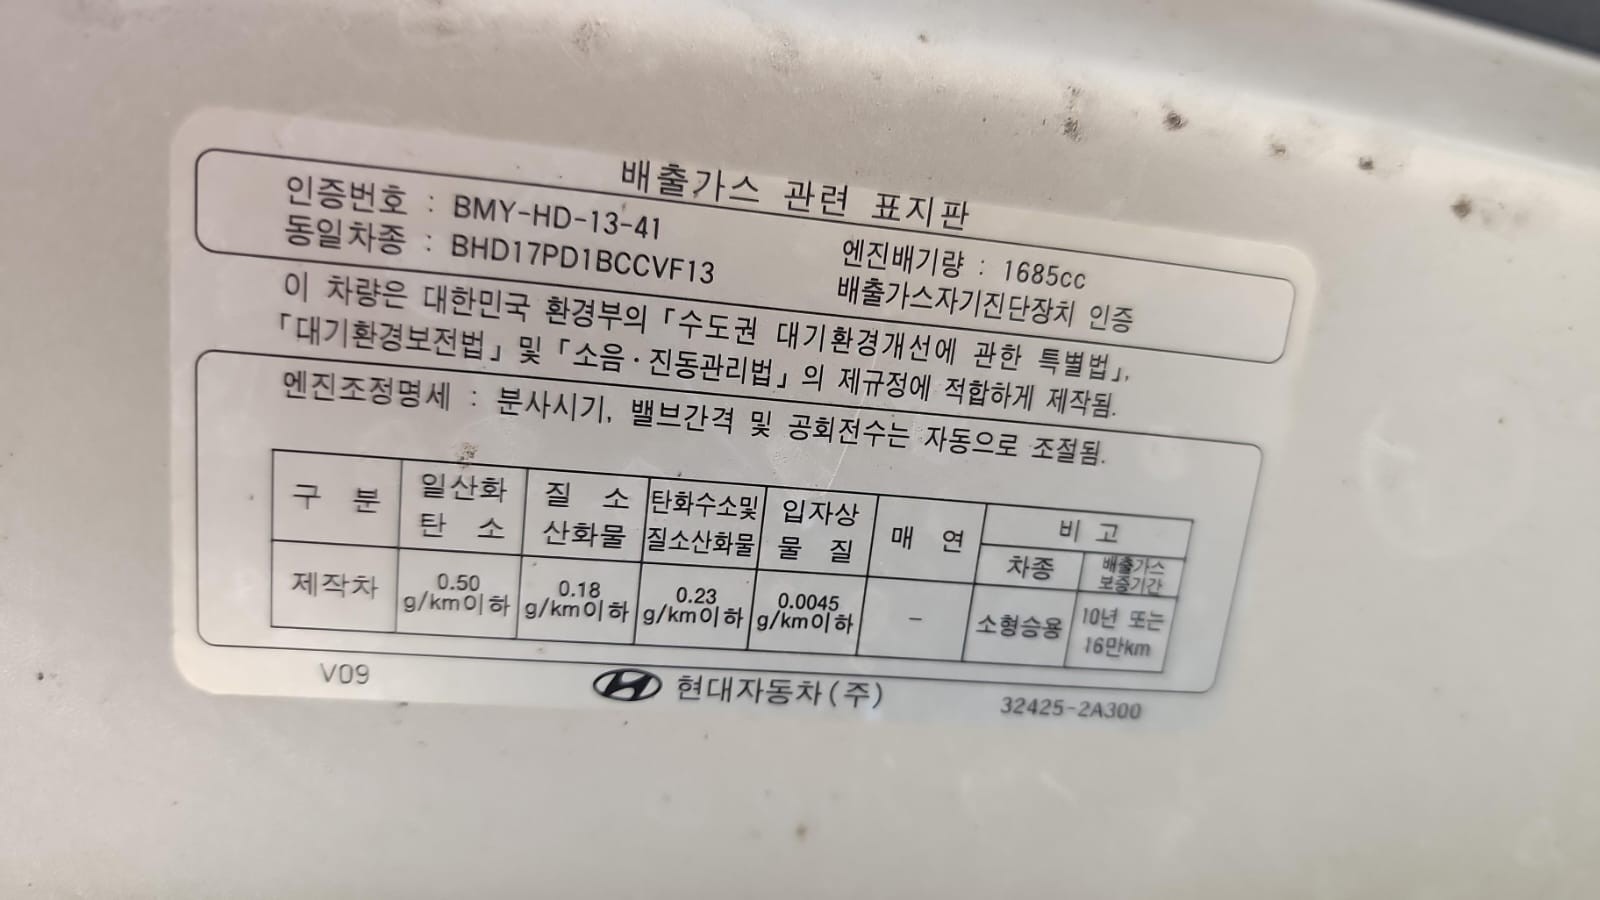 배출가스 관련 표지판
인증번호 : BMY-HD-13-41
동일차종 : BHD17PD1BCCVF13
엔진배기량 : 1685cc
배출가스자기진단장치 인증
이 차량은 대한민국 환경부의 「수도권 대기환경개선에 관한 특별법」,
「대기환경보전법」 및 「소음·진동관리법」의 제규정에 적합하게 제작됨.
엔진조정명세 : 분사시기, 밸브간격 및 공회전수는 자동으로 조절됨.
구 분 일산화 탄 소 질 소 산화물 탄화수소및 질소산화물 입자상 물 질 매 연 비 고
차종 배출가스 보증기간
제작차 0.50 g/km이하 0.18 g/km이하 0.23 g/km이하 0.0045 g/km이하 - 소형승용 10년 또는 16만km
V09 현대자동차(주) 32425-2A300